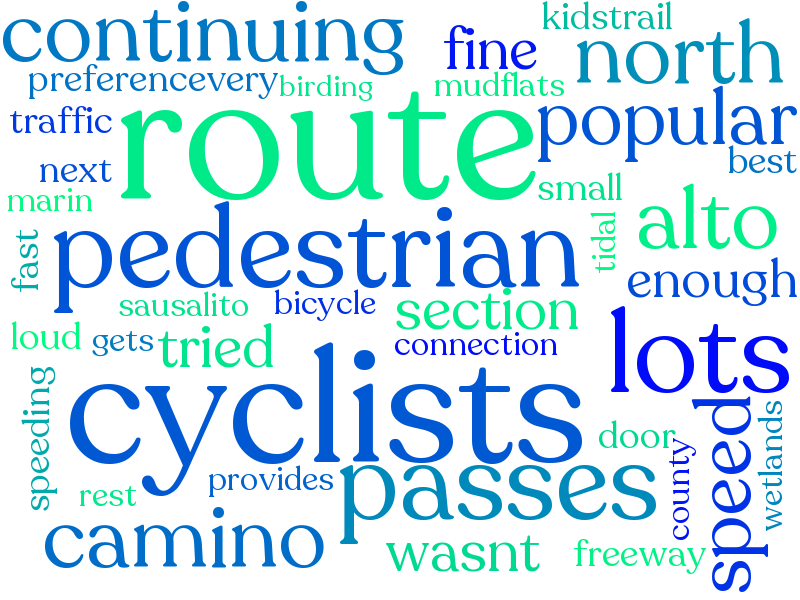 continuing
kidstrail
fine
north
preferencevery
birding
mudflats
traffic
route
popular
next
best
marin
small
alto
fast
pedestrian
tidal
enough
sausalito
bicycle
section
loud
gets
tried
connection
lots
speeding
cyclists
door
speed
wetlands
county
rest
provides
passes
camino
wasnt
freeway